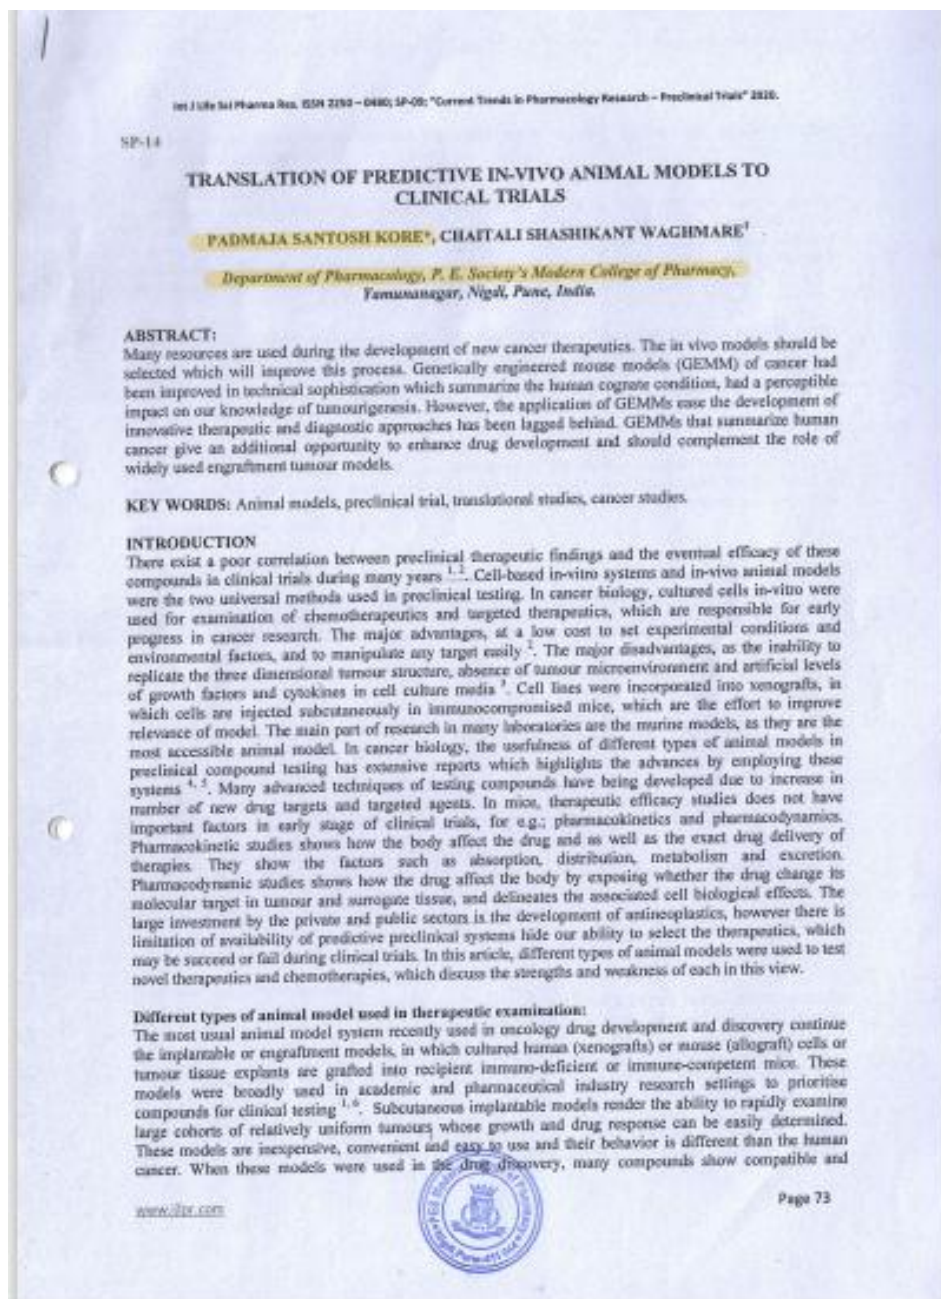 Int J Life Sci Pharma Res, ISSN 2250 – 0480; SP-09; "Current Trends in Pharmacology Research – Preclinical Trials" 2020.
SP-14
TRANSLATION OF PREDICTIVE IN-VIVO ANIMAL MODELS TO
CLINICAL TRIALS
PADMAJA SANTOSH KORE*, CHAITALI SHASHIKANT WAGHMARE
Department of Pharmacology, P. E. Society's Modern College of Pharmacy,
Yamunanagar, Nigdi, Pune, India.
ABSTRACT:
Many resources are used during the development of new cancer therapeutics. The in vivo models should be
selected which will improve this process. Genetically engineered mouse models (GEMM) of cancer had
been improved in technical sophistication which summarize the human cognate condition, had a perceptible
impact on our knowledge of tumourigenesis. However, the application of GEMMs ease the development of
innovative therapeutic and diagnostic approaches has been lagged behind. GEMMs that summarize human
cancer give an additional opportunity to enhance drug development and should complement the role of
widely used engraftment tumour models.
KEY WORDS: Animal models, preclinical trial, translational studies, cancer studies.
INTRODUCTION
There exist a poor correlation between preclinical therapeutic findings and the eventual efficacy of these
compounds in clinical trials during many years 1, 2. Cell-based in-vitro systems and in-vivo animal models
were the two universal methods used in preclinical testing. In cancer biology, cultured cells in-vitro were
used for examination of chemotherapeutics and targeted therapeutics, which are responsible for early
progress in cancer research. The major advantages, at a low cost to set experimental conditions and
environmental factors, and to manipulate any target easily 2. The major disadvantages, as the inability to
replicate the three dimensional tumour structure, absence of tumour microenvironment and artificial levels
of growth factors and cytokines in cell culture media 3. Cell lines were incorporated into xenografts, in
which cells are injected subcutaneously in immunocompromised mice, which are the effort to improve
relevance of model. The main part of research in many laboratories are the murine models, as they are the
most accessible animal model. In cancer biology, the usefulness of different types of animal models in
preclinical compound testing has extensive reports which highlights the advances by employing these
systems 4, 5. Many advanced techniques of testing compounds have being developed due to increase in
number of new drug targets and targeted agents. In mice, therapeutic efficacy studies does not have
important factors in early stage of clinical trials, for e.g.; pharmacokinetics and pharmacodynamics.
Pharmacokinetic studies shows how the body affect the drug and as well as the exact drug delivery of
therapies. They show the factors such as absorption, distribution, metabolism and excretion.
Pharmacodynamic studies shows how the drug affect the body by exposing whether the drug change its
molecular target in tumour and surrogate tissue, and delineates the associated cell biological effects. The
large investment by the private and public sectors is the development of antineoplastics, however there is
limitation of availability of predictive preclinical systems hide our ability to select the therapeutics, which
may be succeed or fail during clinical trials. In this article, different types of animal models were used to test
novel therapeutics and chemotherapies, which discuss the strengths and weakness of each in this view.
Different types of animal model used in therapeutic examination:
The most usual animal model system recently used in oncology drug development and discovery continue
the implantable or engraftment models, in which cultured human (xenografts) or mouse (allograft) cells or
tumour tissue explants are grafted into recipient immuno-deficient or immune-competent mice. These
models were broadly used in academic and pharmaceutical industry research settings to prioritise
compounds for clinical testing 1, 6. Subcutaneous implantable models render the ability to rapidly examine
large cohorts of relatively uniform tumours whose growth and drug response can be easily determined.
These models are inexpensive, convenient and easy to use and their behavior is different than the human
cancer. When these models were used in the drug discovery, many compounds show compatible and
Page 73